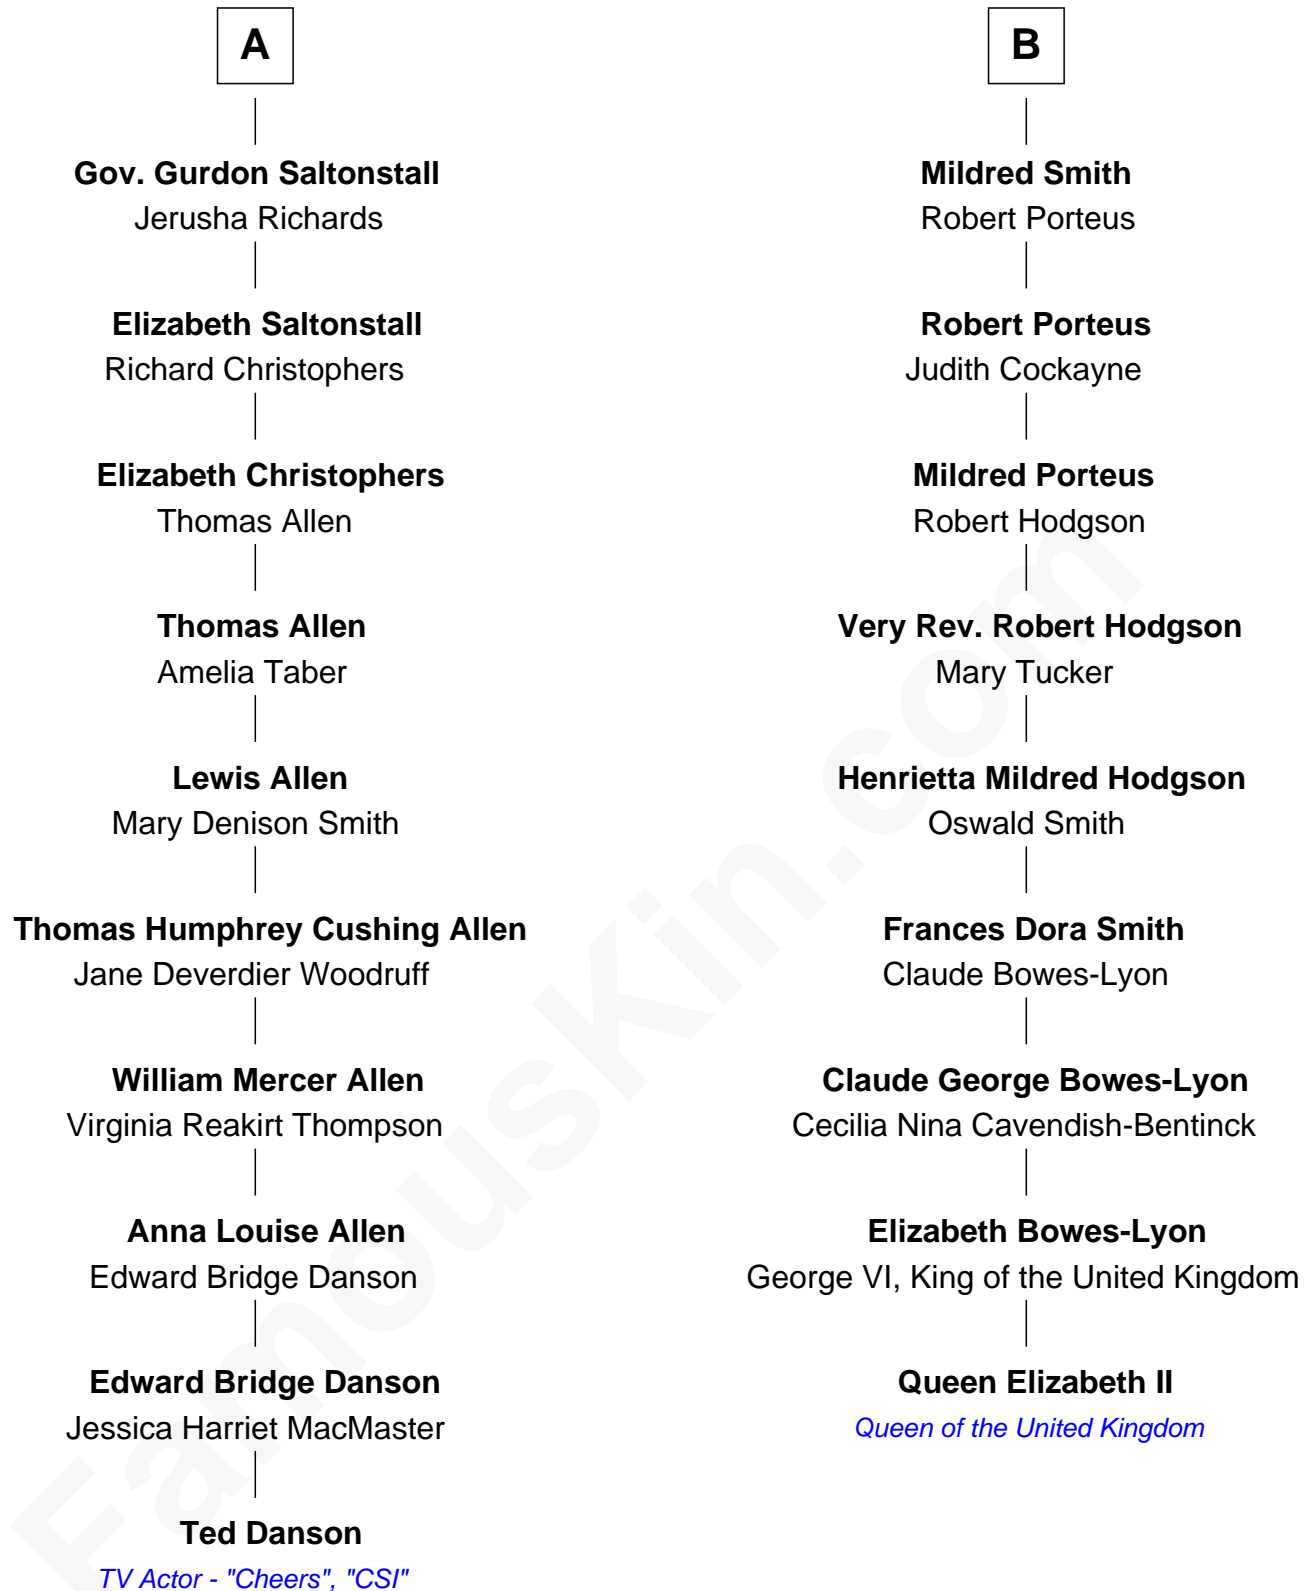 A
Gov. Gurdon Saltonstall
Jerusha Richards
Elizabeth Saltonstall
Richard Christophers
Elizabeth Christophers
Thomas Allen
Thomas Allen
Amelia Taber
Lewis Allen
Mary Denison Smith
Thomas Humphrey Cushing Allen
Jane Deverdier Woodruff
William Mercer Allen
Virginia Reakirt Thompson
Anna Louise Allen
Edward Bridge Danson
Edward Bridge Danson
Jessica Harriet MacMaster
Ted Danson
TV Actor - "Cheers", "CSI"
B
Mildred Smith
Robert Porteus
Robert Porteus
Judith Cockayne
Mildred Porteus
Robert Hodgson
Very Rev. Robert Hodgson
Mary Tucker
Henrietta Mildred Hodgson
Oswald Smith
Frances Dora Smith
Claude Bowes-Lyon
Claude George Bowes-Lyon
Cecilia Nina Cavendish-Bentinck
Elizabeth Bowes-Lyon
George VI, King of the United Kingdom
Queen Elizabeth II
Queen of the United Kingdom
FamousKin.com